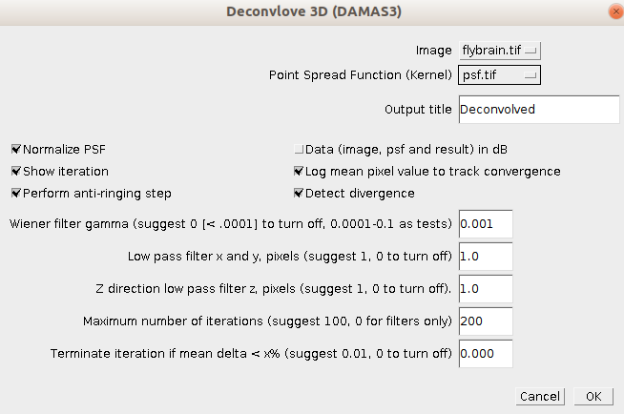 Deconvlove 3D (DAMAS3)
Image flybrain.tif
Point Spread Function (Kernel) psf.tif
Output title Deconvolved
Normalize PSF Data (image, psf and result) in dB
Show iteration Log mean pixel value to track convergence
Perform anti-ringing step Detect divergence
Wiener filter gamma (suggest 0 [< .0001] to turn off, 0.0001-0.1 as tests) 0.001
Low pass filter x and y, pixels (suggest 1, 0 to turn off) 1.0
Z direction low pass filter z, pixels (suggest 1, 0 to turn off). 1.0
Maximum number of iterations (suggest 100, 0 for filters only) 200
Terminate iteration if mean delta < x% (suggest 0.01, 0 to turn off) 0.000
Cancel OK